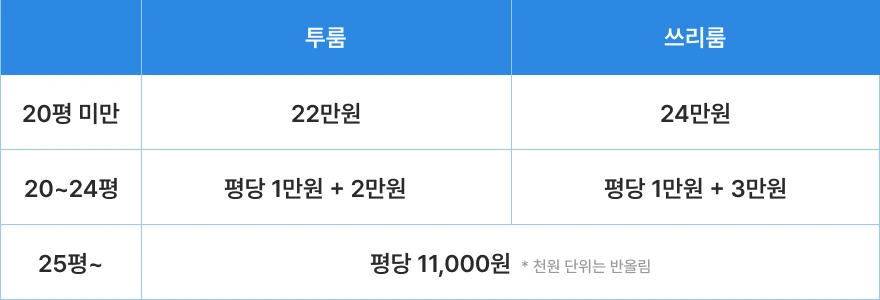 투룸 쓰리룸
20평 미만 22만원 24만원
20~24평 평당 1만원 + 2만원 평당 1만원 + 3만원
25평~ 평당 11,000원 * 천원 단위는 반올림